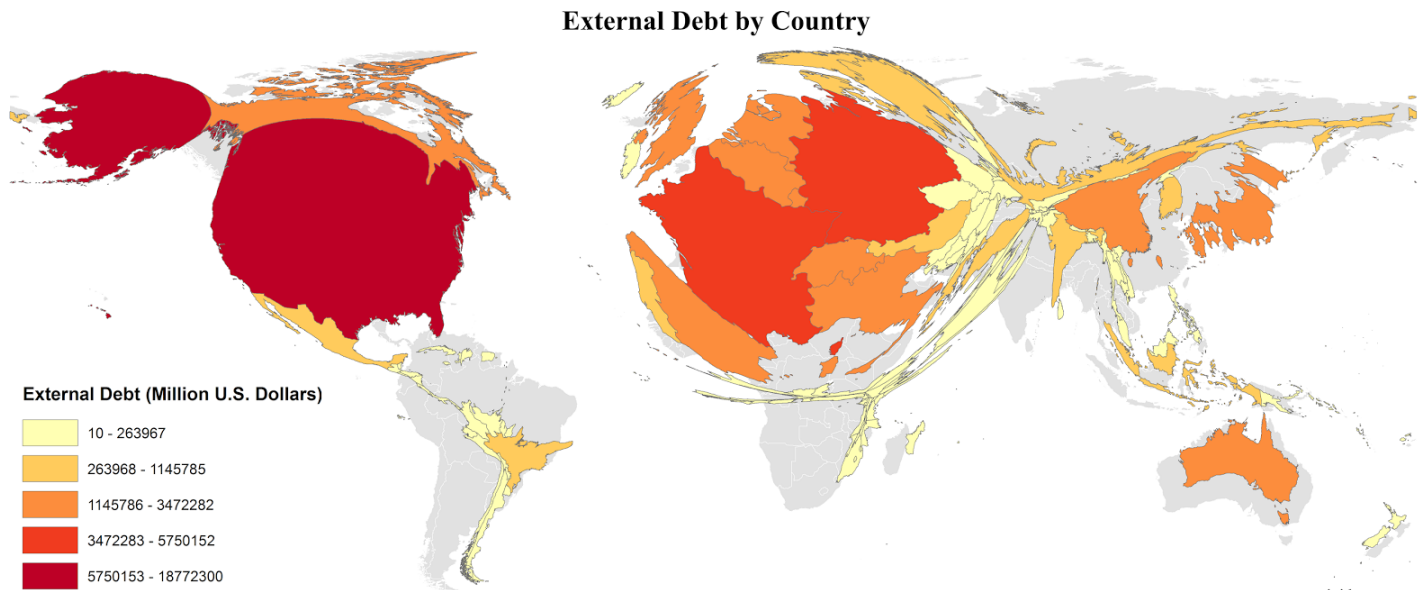 External Debt by Country
External Debt (Million U.S. Dollars)
10 - 263967
263968 - 1145785
1145786 - 3472282
3472283 - 5750152
5750153 - 18772300